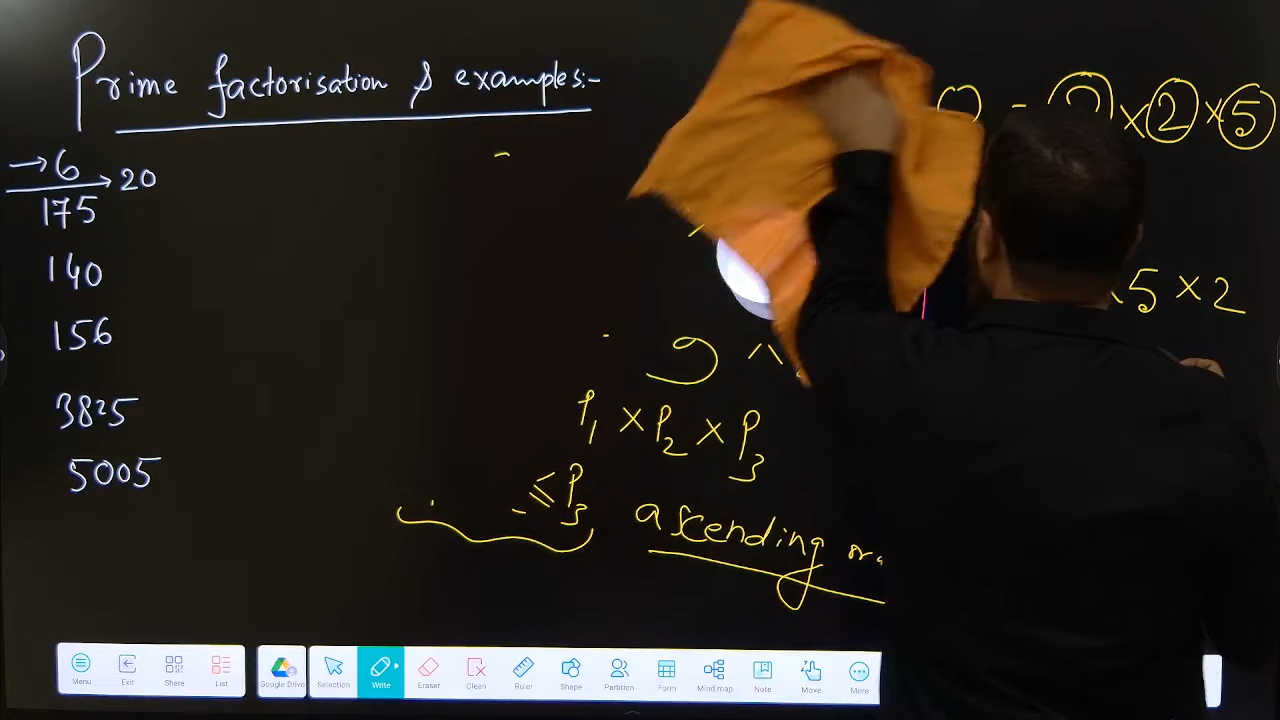 Prime factorisation & examples:-
→ 6
→ 20
175
140
156
3825
5005
× 2 × 5
5 × 2
P₁ × P₂ × P₃
≤ P₃
ascending
Menu
Exit
Share
List
Google Drive
Selection
Write
Eraser
Clean
Ruler
Shape
Partition
Form
Mind map
Note
Move
More